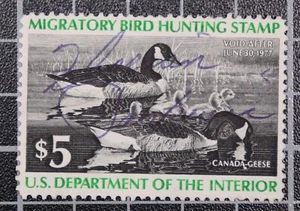 MIGRATORY BIRD HUNTING STAMP
VOID AFTER
JUNE 30, 1977
$5
CANADA GEESE
U.S. DEPARTMENT OF THE INTERIOR